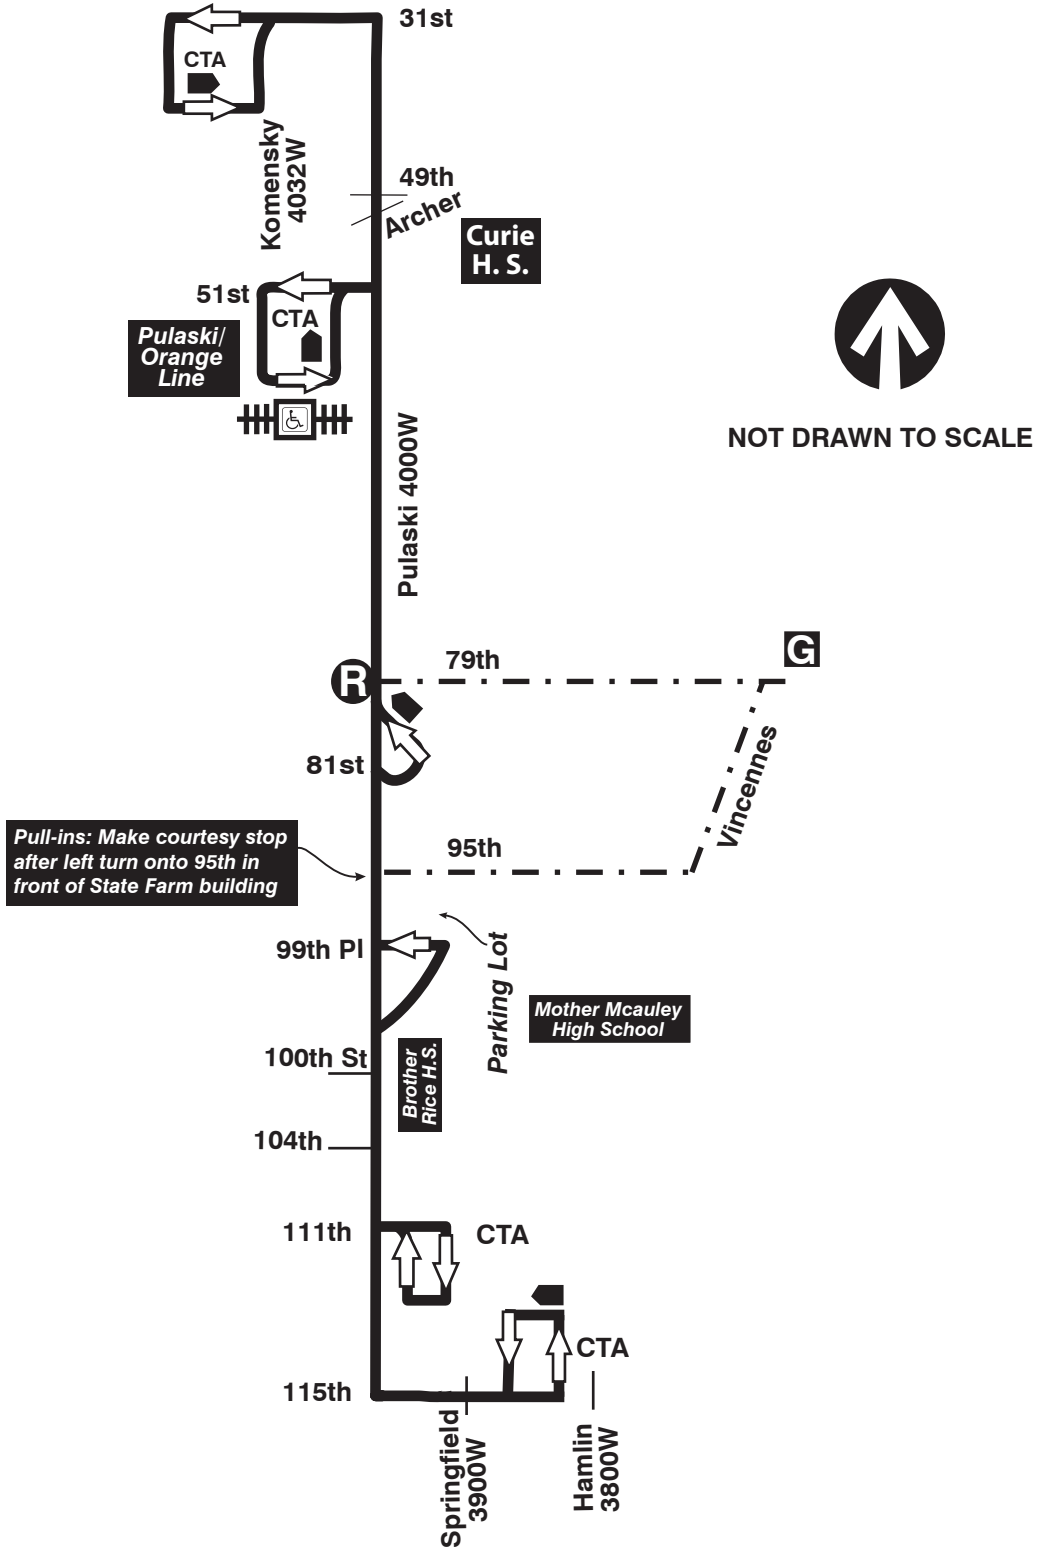 31st
CTA
Komensky
4032W
49th
Archer
Curie
H. S.
51st
CTA
Pulaski/
Orange
Line
NOT DRAWN TO SCALE
Pulaski 4000W
G
79th
R
Vincennes
81st
Pull-ins: Make courtesy stop
after left turn onto 95th in
front of State Farm building
95th
99th Pl
Parking Lot
Mother Mcauley
High School
100th St
Brother
Rice H.S.
104th
111th
CTA
CTA
115th
Springfield
3900W
Hamlin
3800W